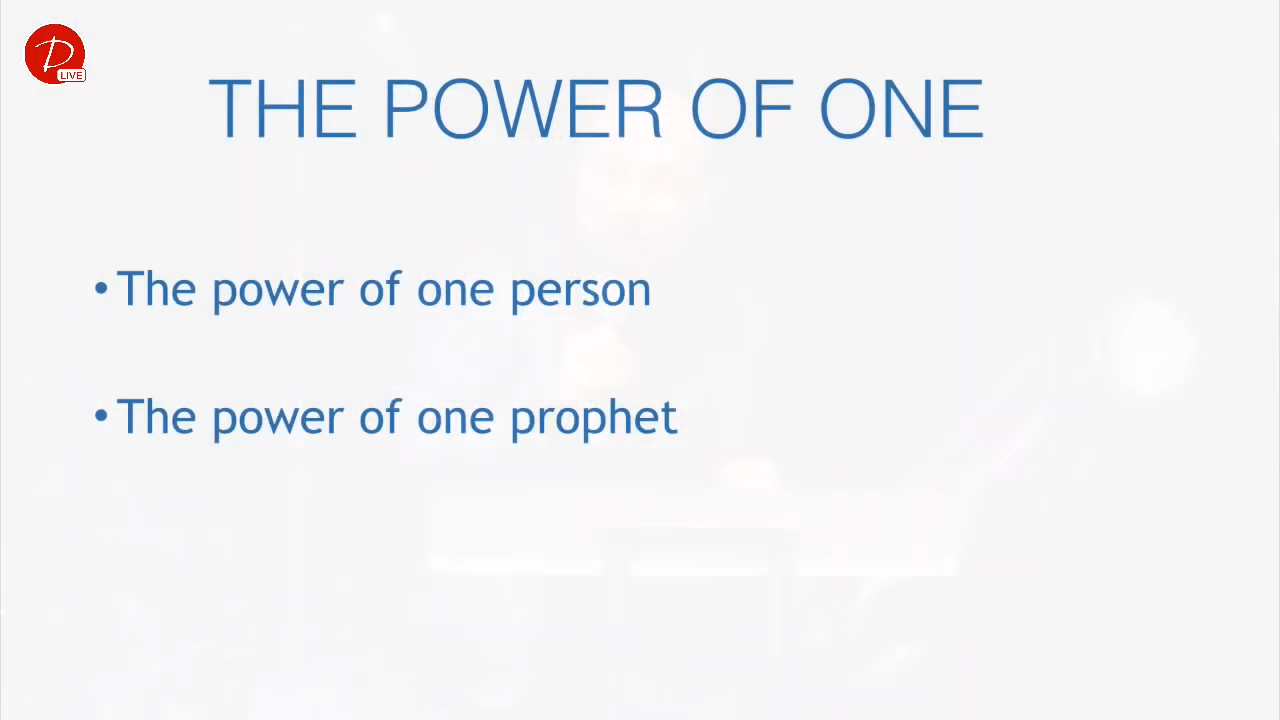 D
LIVE
THE POWER OF ONE
• The power of one person
• The power of one prophet